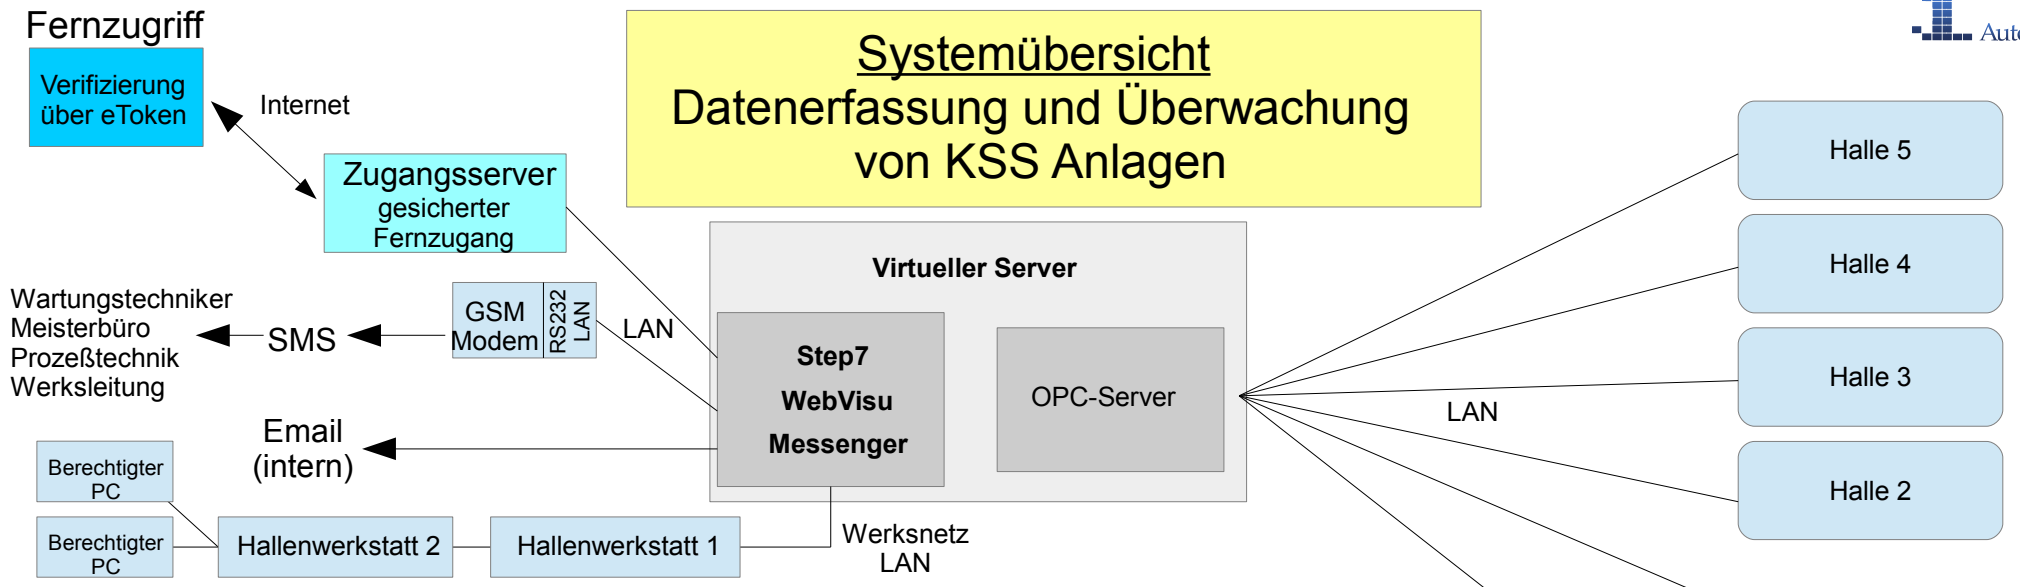 Fernzugriff
Verifizierung
über eToken
Internet
Zugangsserver
gesicherter
Fernzugang
Systemübersicht
Datenerfassung und Überwachung
von KSS Anlagen
Wartungstechniker
Meisterbüro
Prozeßtechnik
Werksleitung
SMS
GSM
Modem
RS232
LAN
LAN
Email
(intern)
Berechtigter
PC
Berechtigter
PC
Hallenwerkstatt 2
Hallenwerkstatt 1
Werksnetz
LAN
Virtueller Server
Step7
WebVisu
Messenger
OPC-Server
LAN
Halle 5
Halle 4
Halle 3
Halle 2